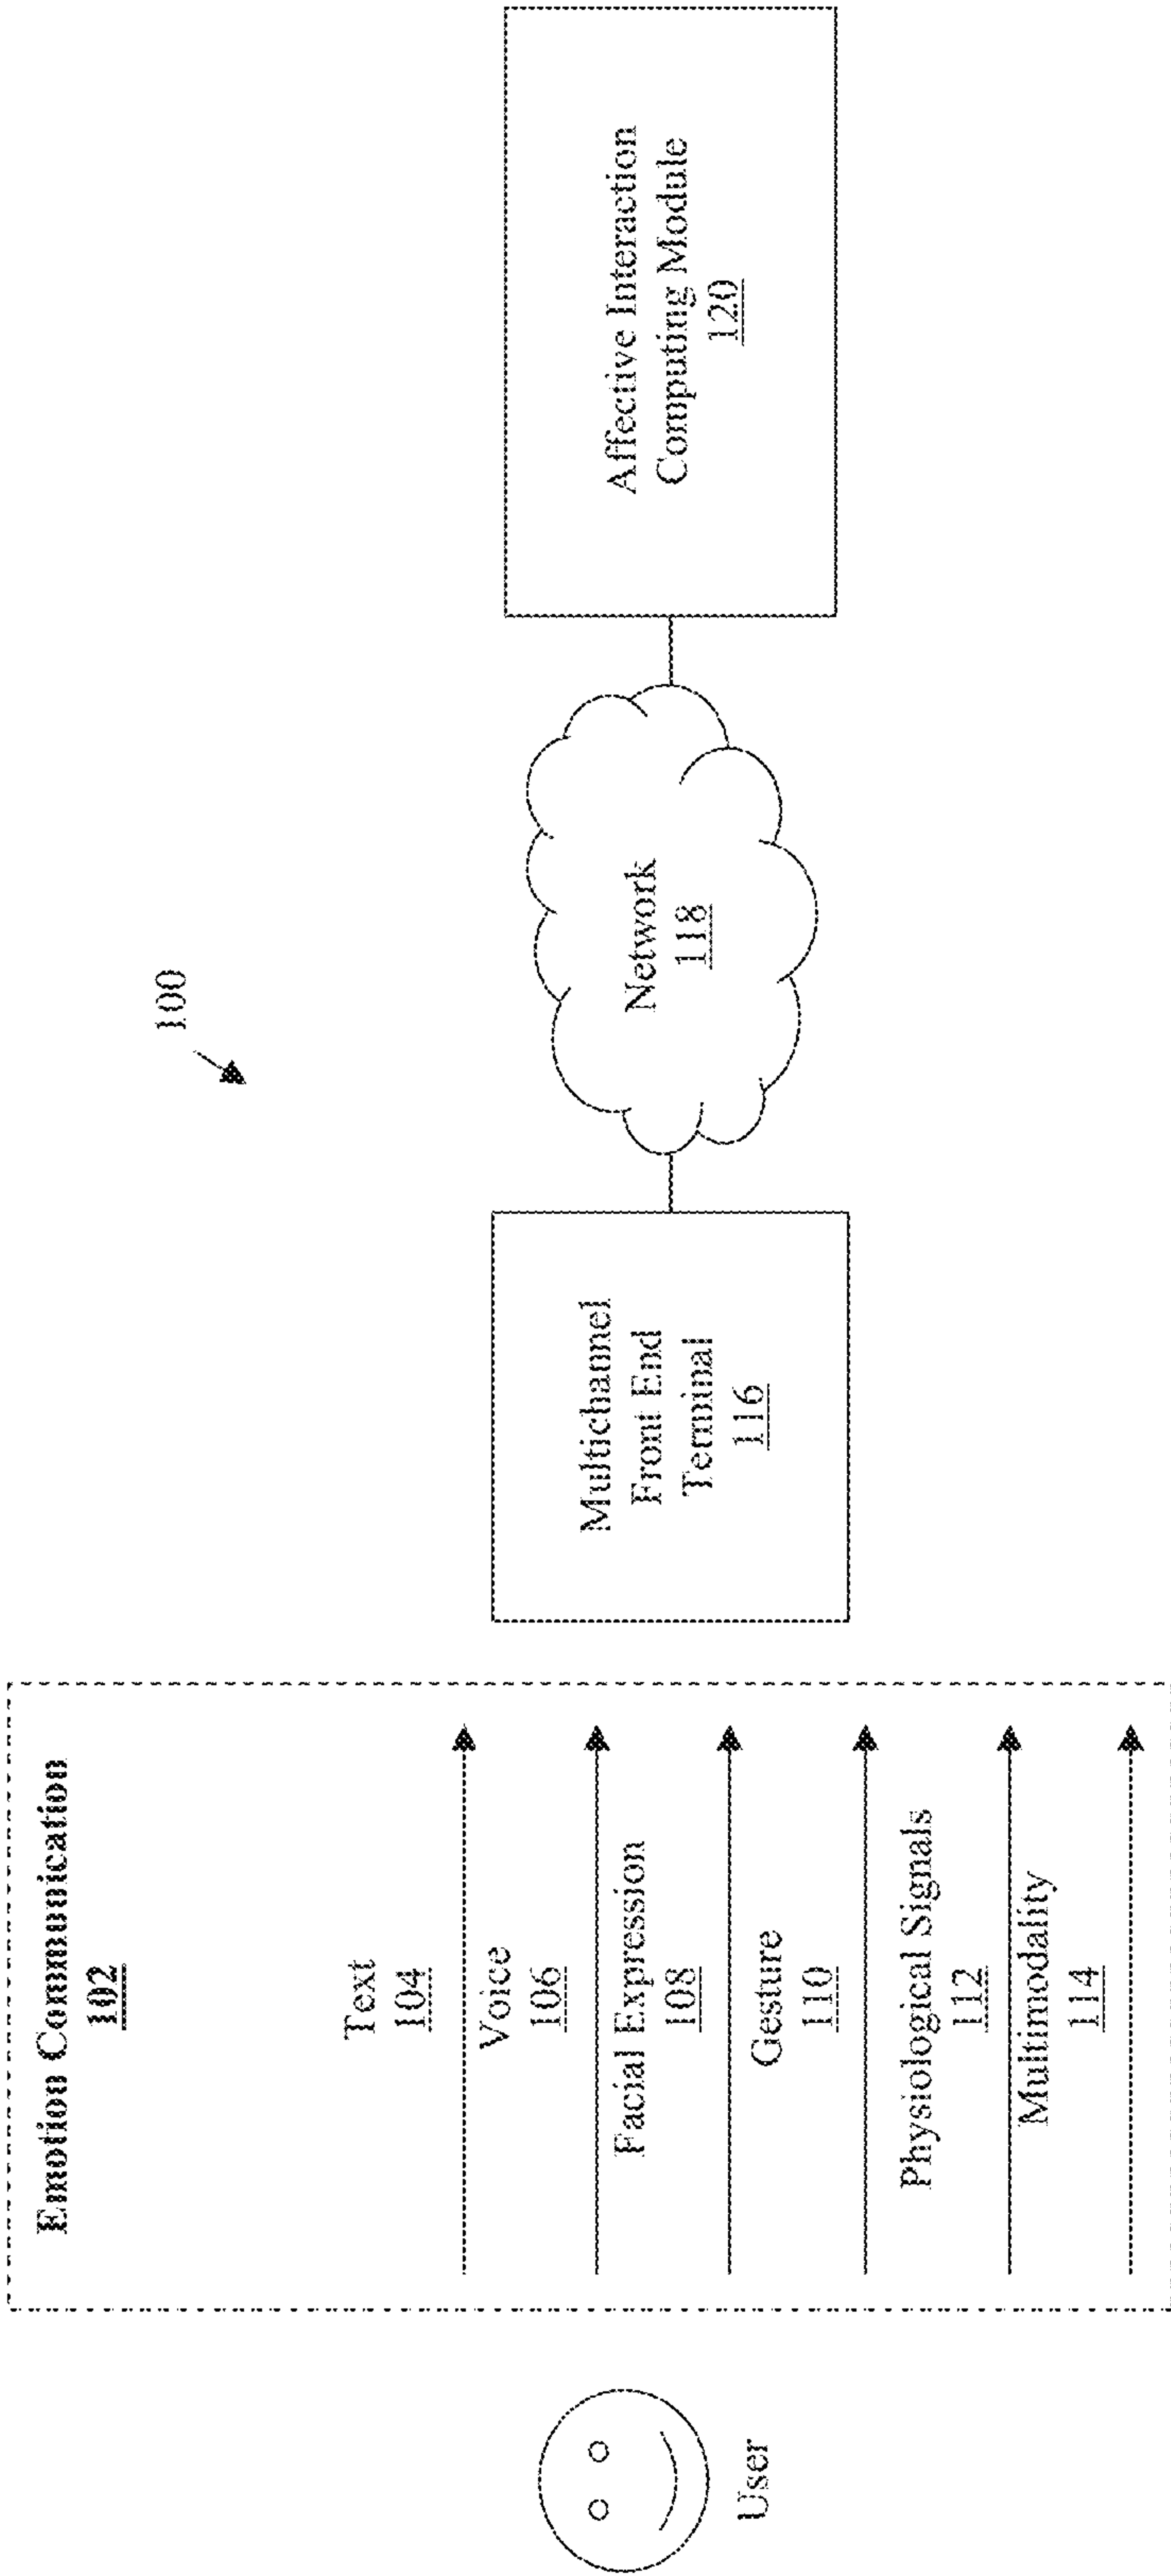 100
Emotion Communication
102
Text
104
Voice
106
Facial Expression
108
Gesture
110
Physiological Signals
112
Multimodality
114
User
Multichannel
Front End
Terminal
116
Network
118
Affective Interaction
Computing Module
120